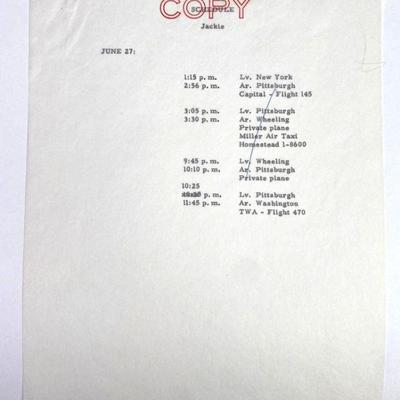 COPY
SCHEDULE
Jackie
JUNE 27:
1:15 p. m. Lv. New York
2:56 p. m. Ar. Pittsburgh
Capital - Flight 145
3:05 p. m. Lv. Pittsburgh
3:30 p. m. Ar. Wheeling
Private plane
Miller Air Taxi
Homestead 1-8600
9:45 p. m. Lv. Wheeling
10:10 p. m. Ar. Pittsburgh
Private plane
10:25
p. m. Lv. Pittsburgh
11:45 p. m. Ar. Washington
TWA - Flight 470